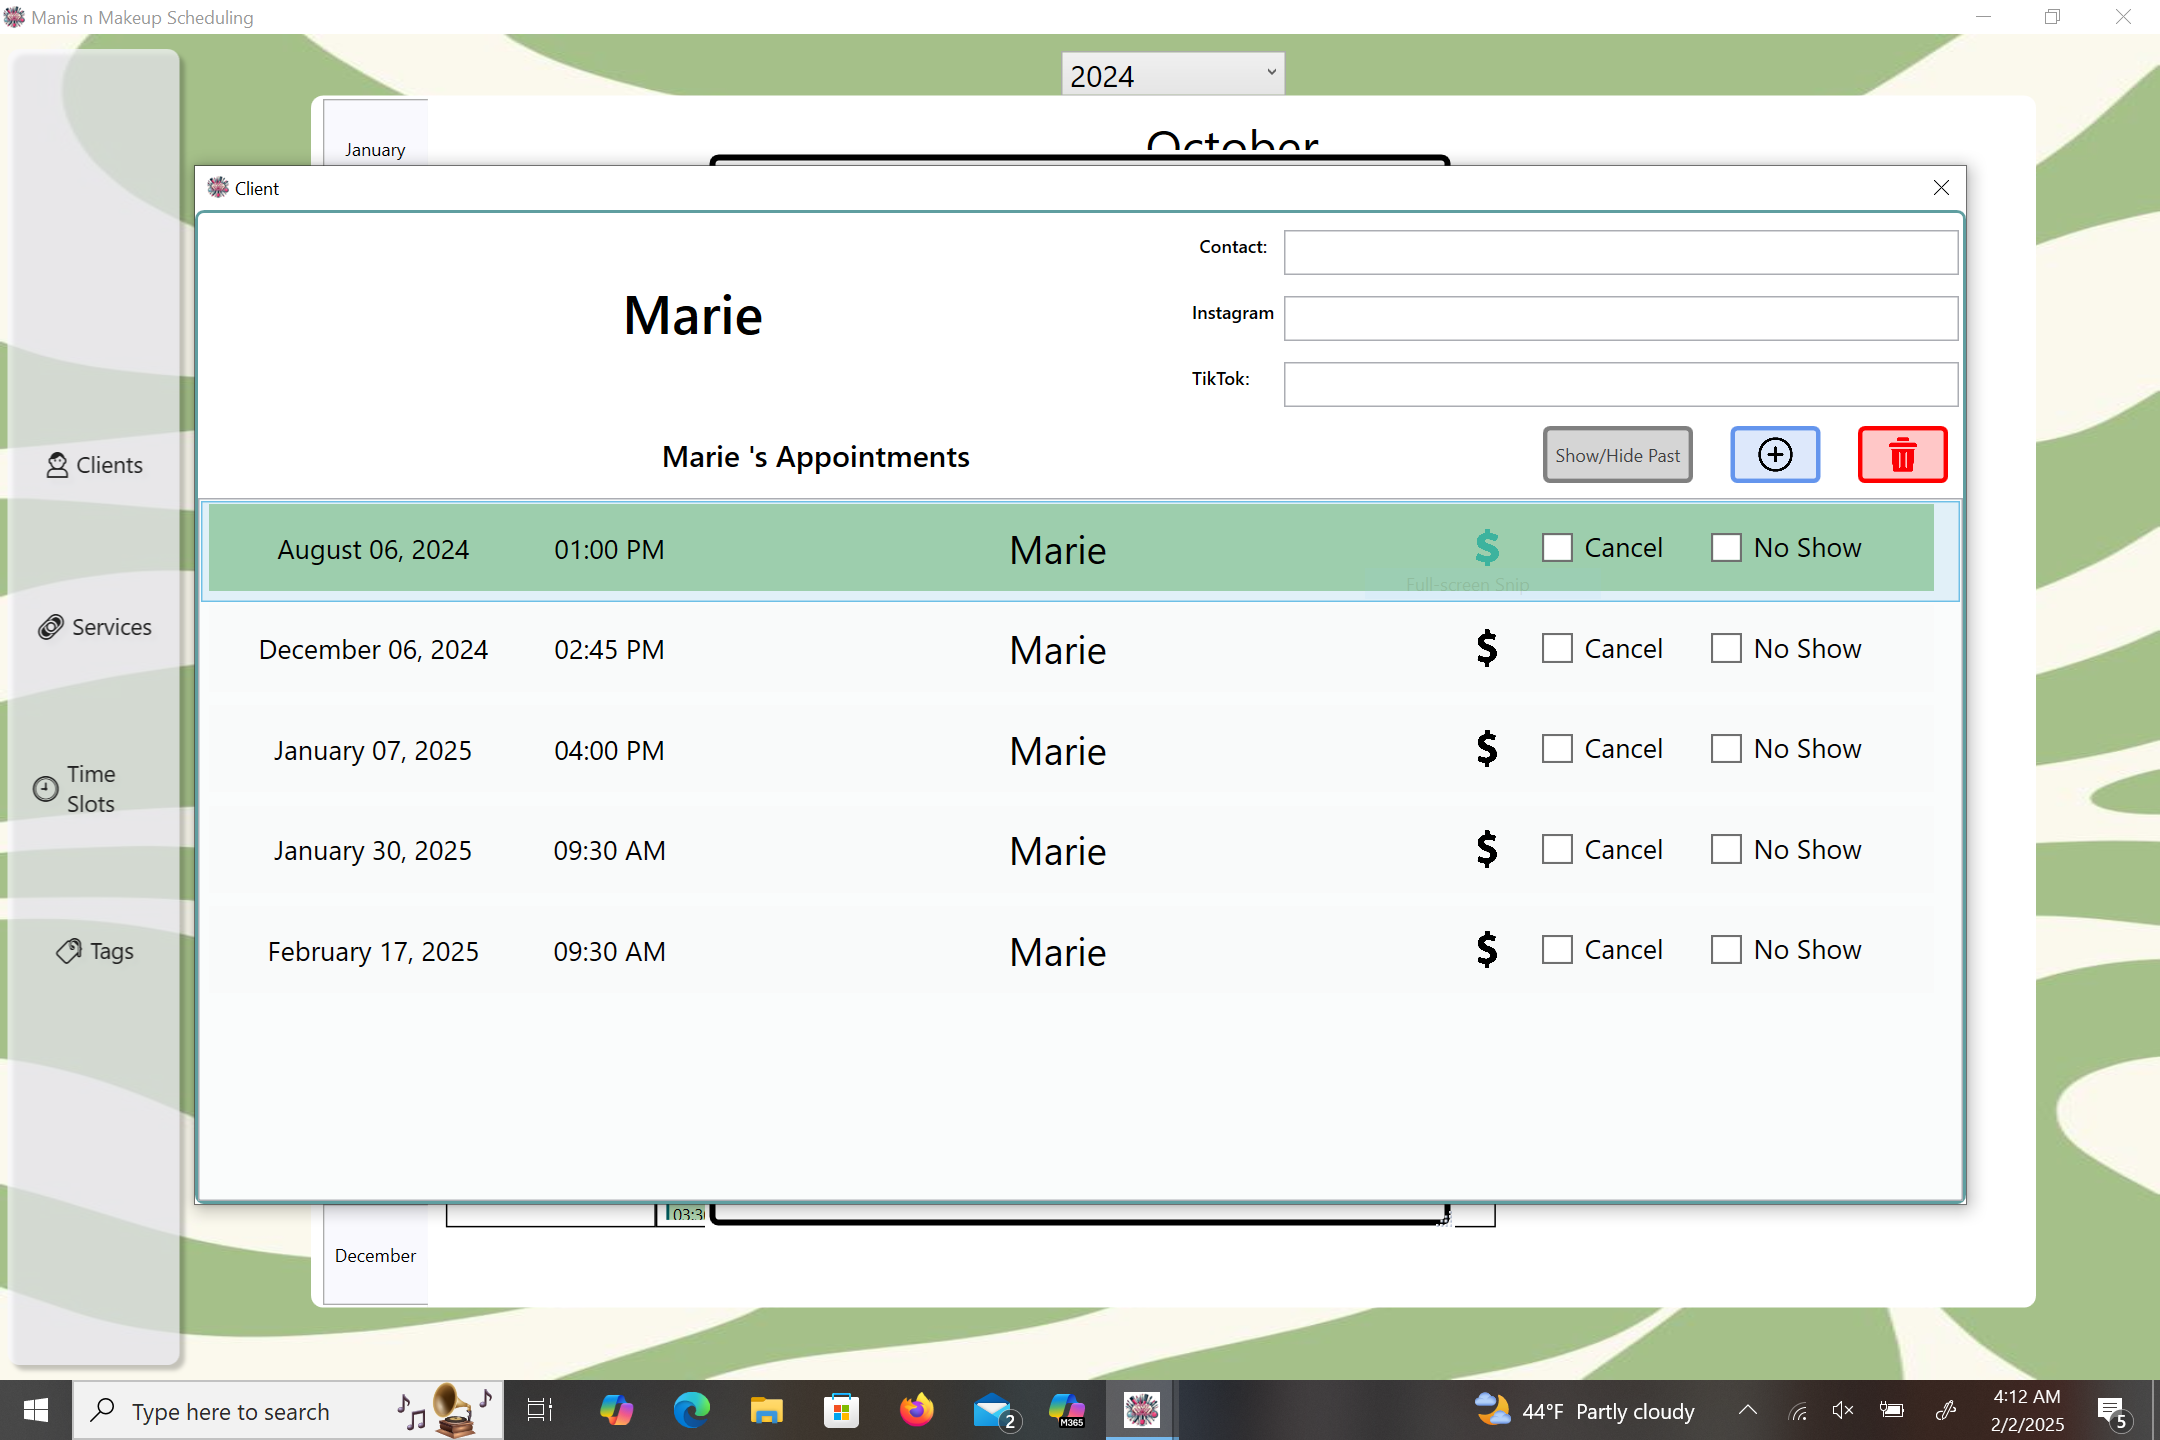 Manis n Makeup Scheduling
2024
January
October
Client
Contact:
Marie
Instagram
TikTok:
Marie 's Appointments
Show/Hide Past
Clients
August 06, 2024 01:00 PM Marie $ Cancel No Show
Full-screen Snip
Services
December 06, 2024 02:45 PM Marie $ Cancel No Show
January 07, 2025 04:00 PM Marie $ Cancel No Show
Time
Slots
January 30, 2025 09:30 AM Marie $ Cancel No Show
Tags
February 17, 2025 09:30 AM Marie $ Cancel No Show
December
Type here to search
2
M365
44°F Partly cloudy
4:12 AM
2/2/2025
5